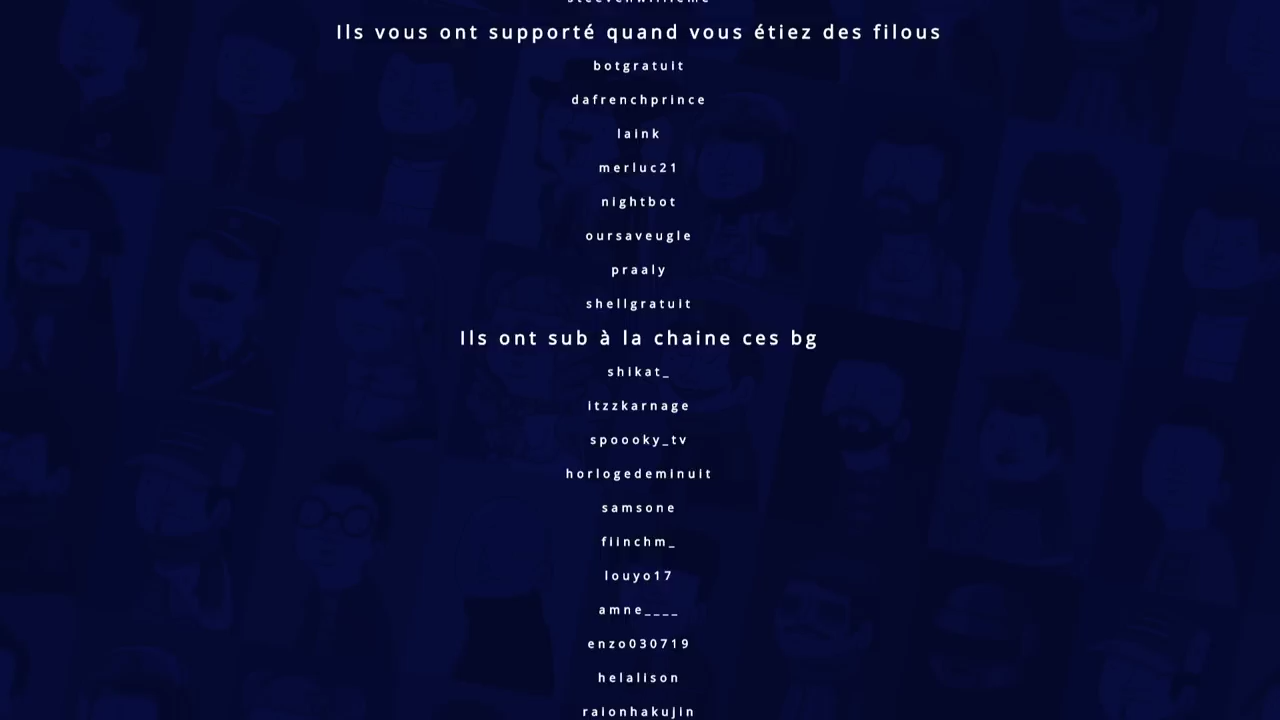 Ils vous ont supporté quand vous étiez des filous
botgratuit
dafrenchprince
laink
merluc21
nightbot
oursaveugle
praaly
shellgratuit
Ils ont sub à la chaine ces bg
shikat_
itzzkarnage
spoooky_tv
horlogedeminuit
samsone
fiinchm_
louyo17
amne____
enzo030719
helalison
raionhakujin